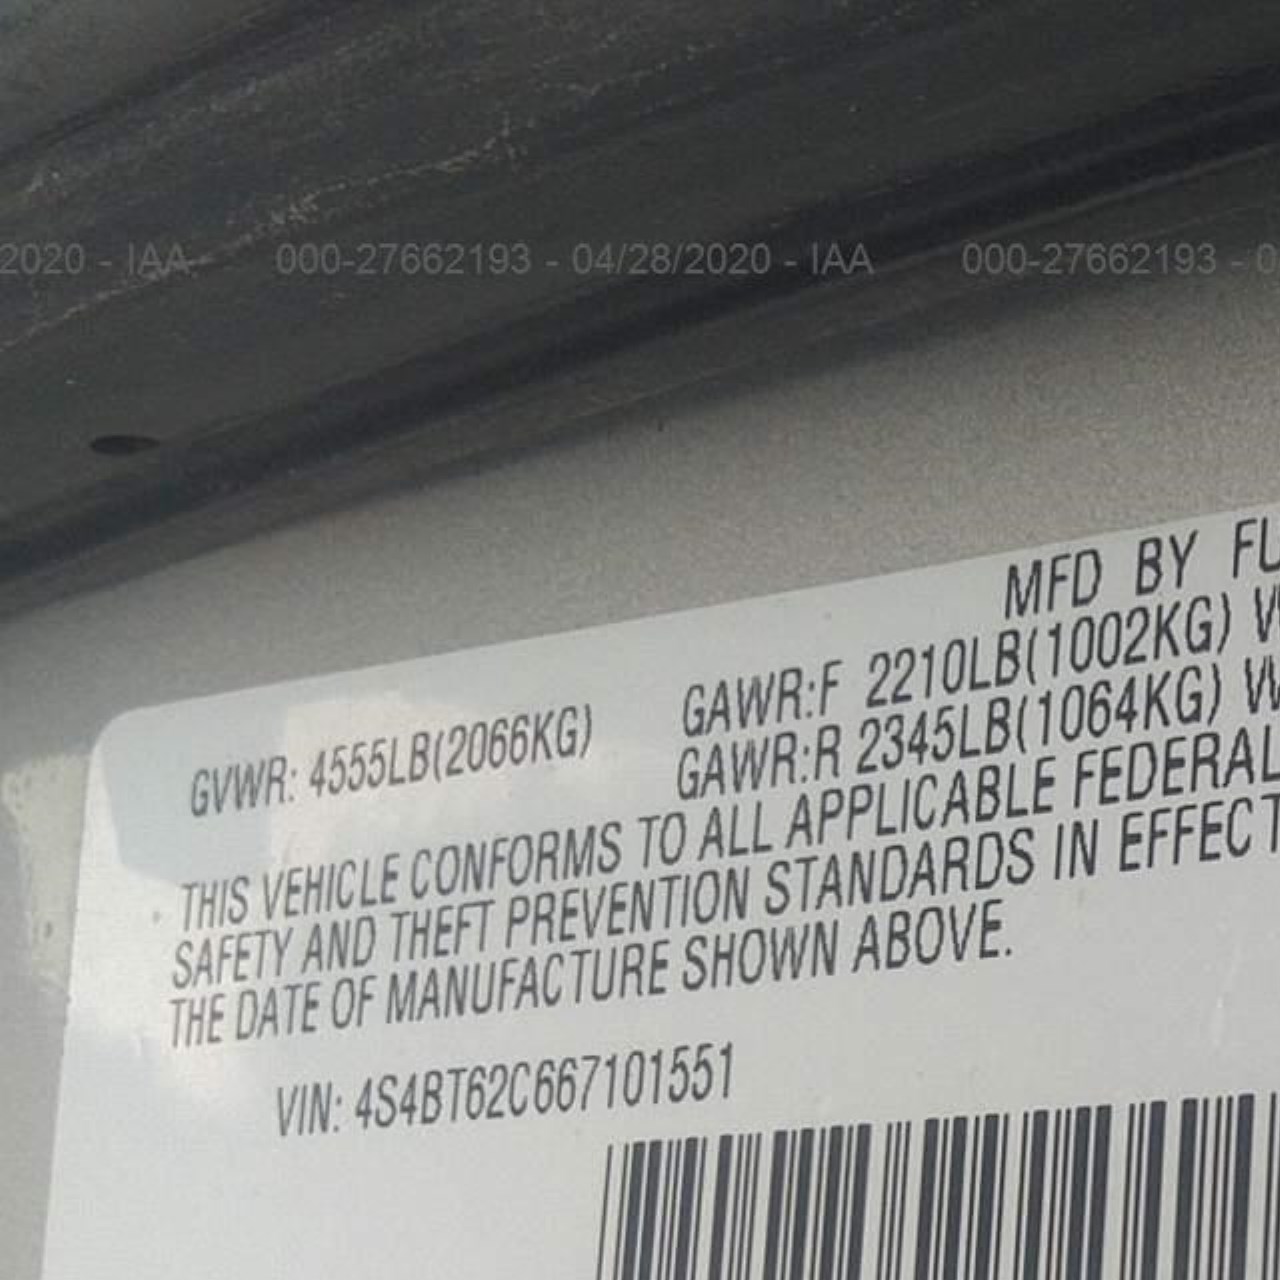 2020 - IAA 000-27662193 - 04/28/2020 - IAA 000-27662193 - 0
MFD BY FU
GVWR: 4555LB(2066KG) GAWR:F 2210LB(1002KG) W
GAWR:R 2345LB(1064KG) W
THIS VEHICLE CONFORMS TO ALL APPLICABLE FEDERAL
SAFETY AND THEFT PREVENTION STANDARDS IN EFFECT
THE DATE OF MANUFACTURE SHOWN ABOVE.
VIN: 4S4BT62C667101551